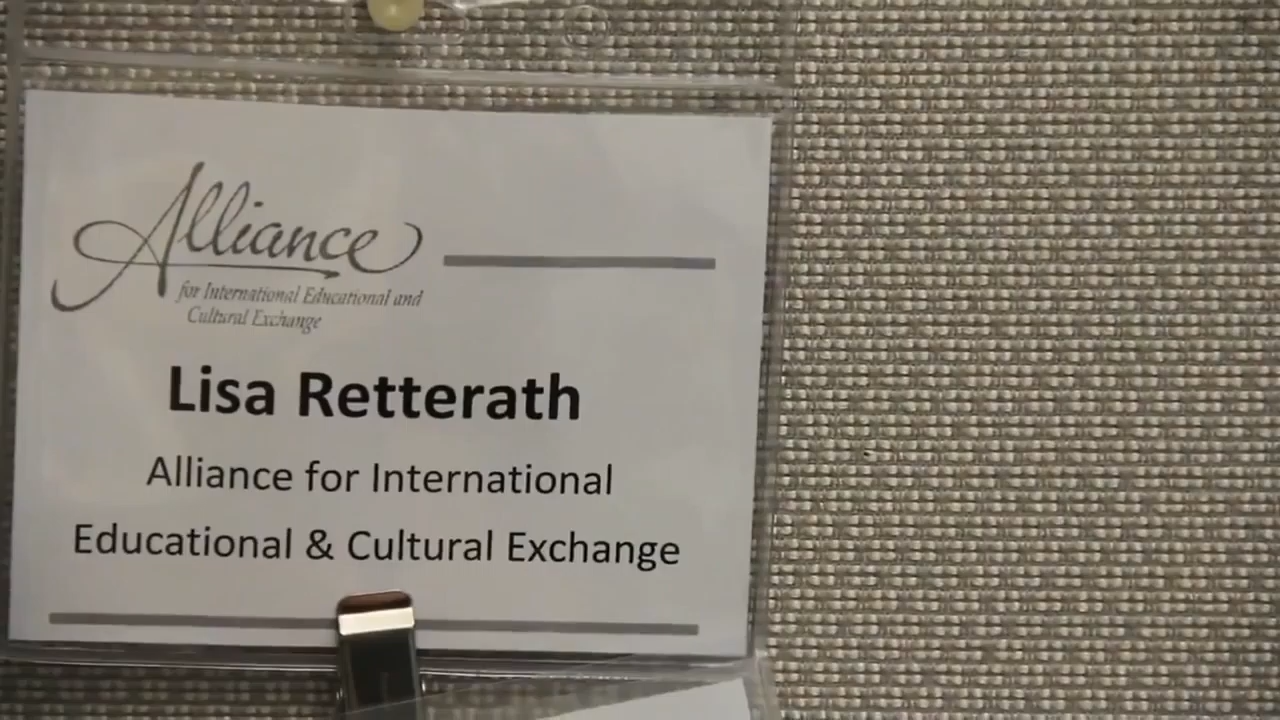 Alliance
for International Educational and
Cultural Exchange
Lisa Retterath
Alliance for International
Educational & Cultural Exchange